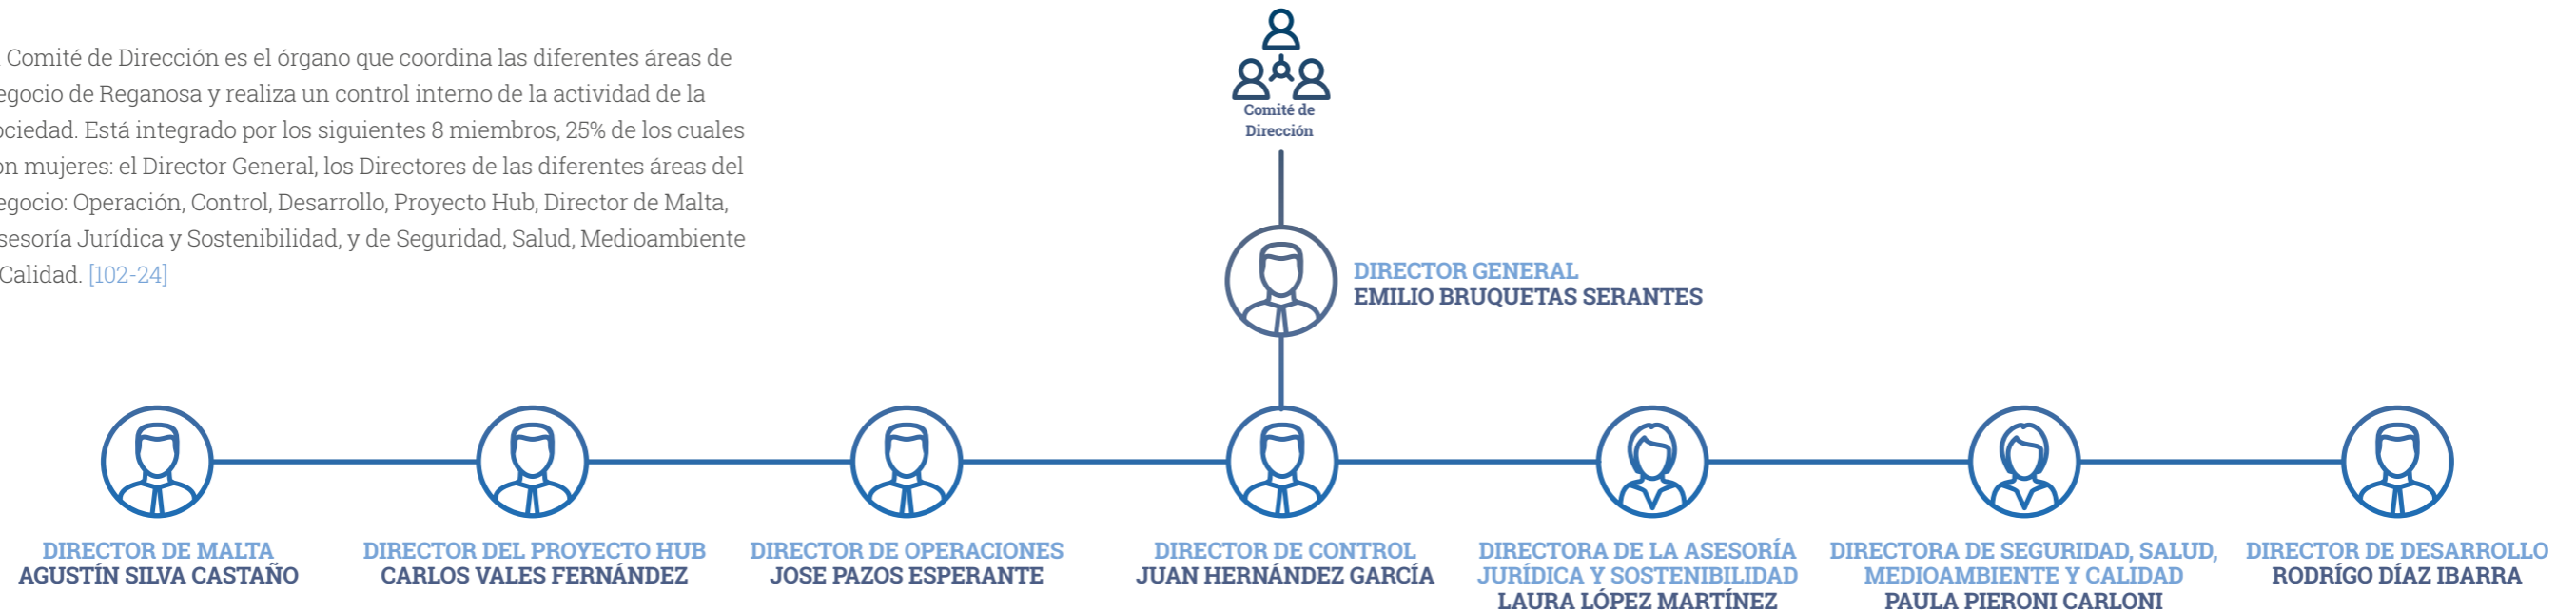 Comité de Dirección es el órgano que coordina las diferentes áreas de
egocio de Reganosa y realiza un control interno de la actividad de la
ociedad. Está integrado por los siguientes 8 miembros, 25% de los cuales
on mujeres: el Director General, los Directores de las diferentes áreas del
egocio: Operación, Control, Desarrollo, Proyecto Hub, Director de Malta,
sesoría Jurídica y Sostenibilidad, y de Seguridad, Salud, Medioambiente
Calidad. [102-24]
Comité de
Dirección
DIRECTOR GENERAL
EMILIO BRUQUETAS SERANTES
DIRECTOR DE MALTA
AGUSTÍN SILVA CASTAÑO
DIRECTOR DEL PROYECTO HUB
CARLOS VALES FERNÁNDEZ
DIRECTOR DE OPERACIONES
JOSE PAZOS ESPERANTE
DIRECTOR DE CONTROL
JUAN HERNÁNDEZ GARCÍA
DIRECTORA DE LA ASESORÍA
JURÍDICA Y SOSTENIBILIDAD
LAURA LÓPEZ MARTÍNEZ
DIRECTORA DE SEGURIDAD, SALUD,
MEDIOAMBIENTE Y CALIDAD
PAULA PIERONI CARLONI
DIRECTOR DE DESARROLLO
RODRÍGO DÍAZ IBARRA